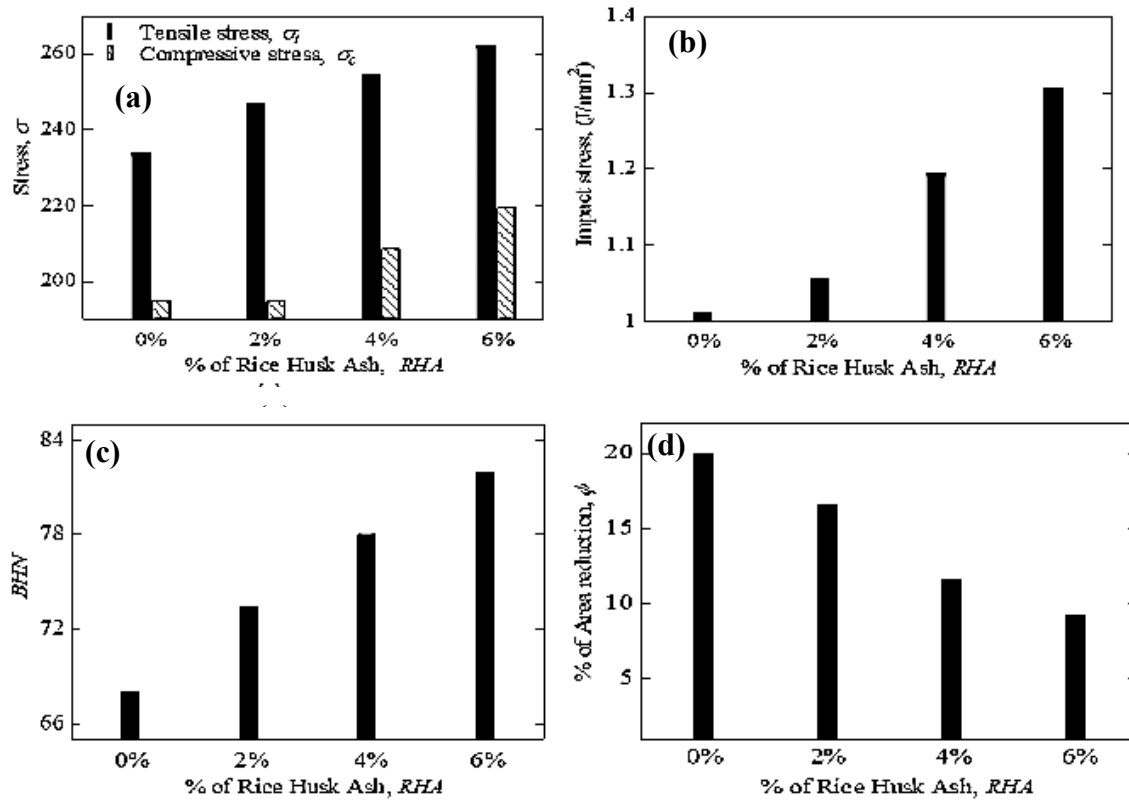 Tensile stress, σt
Compressive stress, σc
(a)
Stress, σ
260
240
220
200
0% 2% 4% 6%
% of Rice Husk Ash, RHA
(b)
Impact stress, (J/mm²)
1.4
1.3
1.2
1.1
1
0% 2% 4% 6%
% of Rice Husk Ash, RHA
(c)
BHN
84
78
72
66
0% 2% 4% 6%
% of Rice Husk Ash, RHA
(d)
% of Area reduction, ϕ
20
15
10
5
0% 2% 4% 6%
% of Rice Husk Ash, RHA